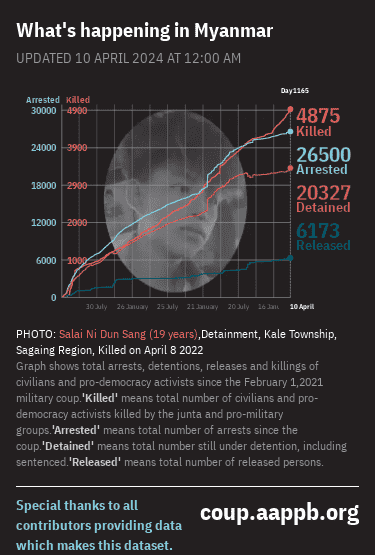 What's happening in Myanmar
UPDATED 10 APRIL 2024 AT 12:00 AM
Day1165
Arrested Killed
30000 4900
24000 3900
18000 2900
12000 2000
6000 1000
0
4875
Killed
26500
Arrested
20327
Detained
6173
Released
30 July 26 January 25 July 21 January 20 July 16 Jan. 10 April
PHOTO: Salai Ni Dun Sang (19 years),Detainment, Kale Township,
Sagaing Region, Killed on April 8 2022
Graph shows total arrests, detentions, releases and killings of
civilians and pro-democracy activists since the February 1,2021
military coup.'Killed' means total number of civilians and pro-
democracy activists killed by the junta and pro-military
groups.'Arrested' means total number of arrests since the
coup.'Detained' means total number still under detention, including
sentenced.'Released' means total number of released persons.
Special thanks to all
contributors providing data
which makes this dataset.
coup.aappb.org